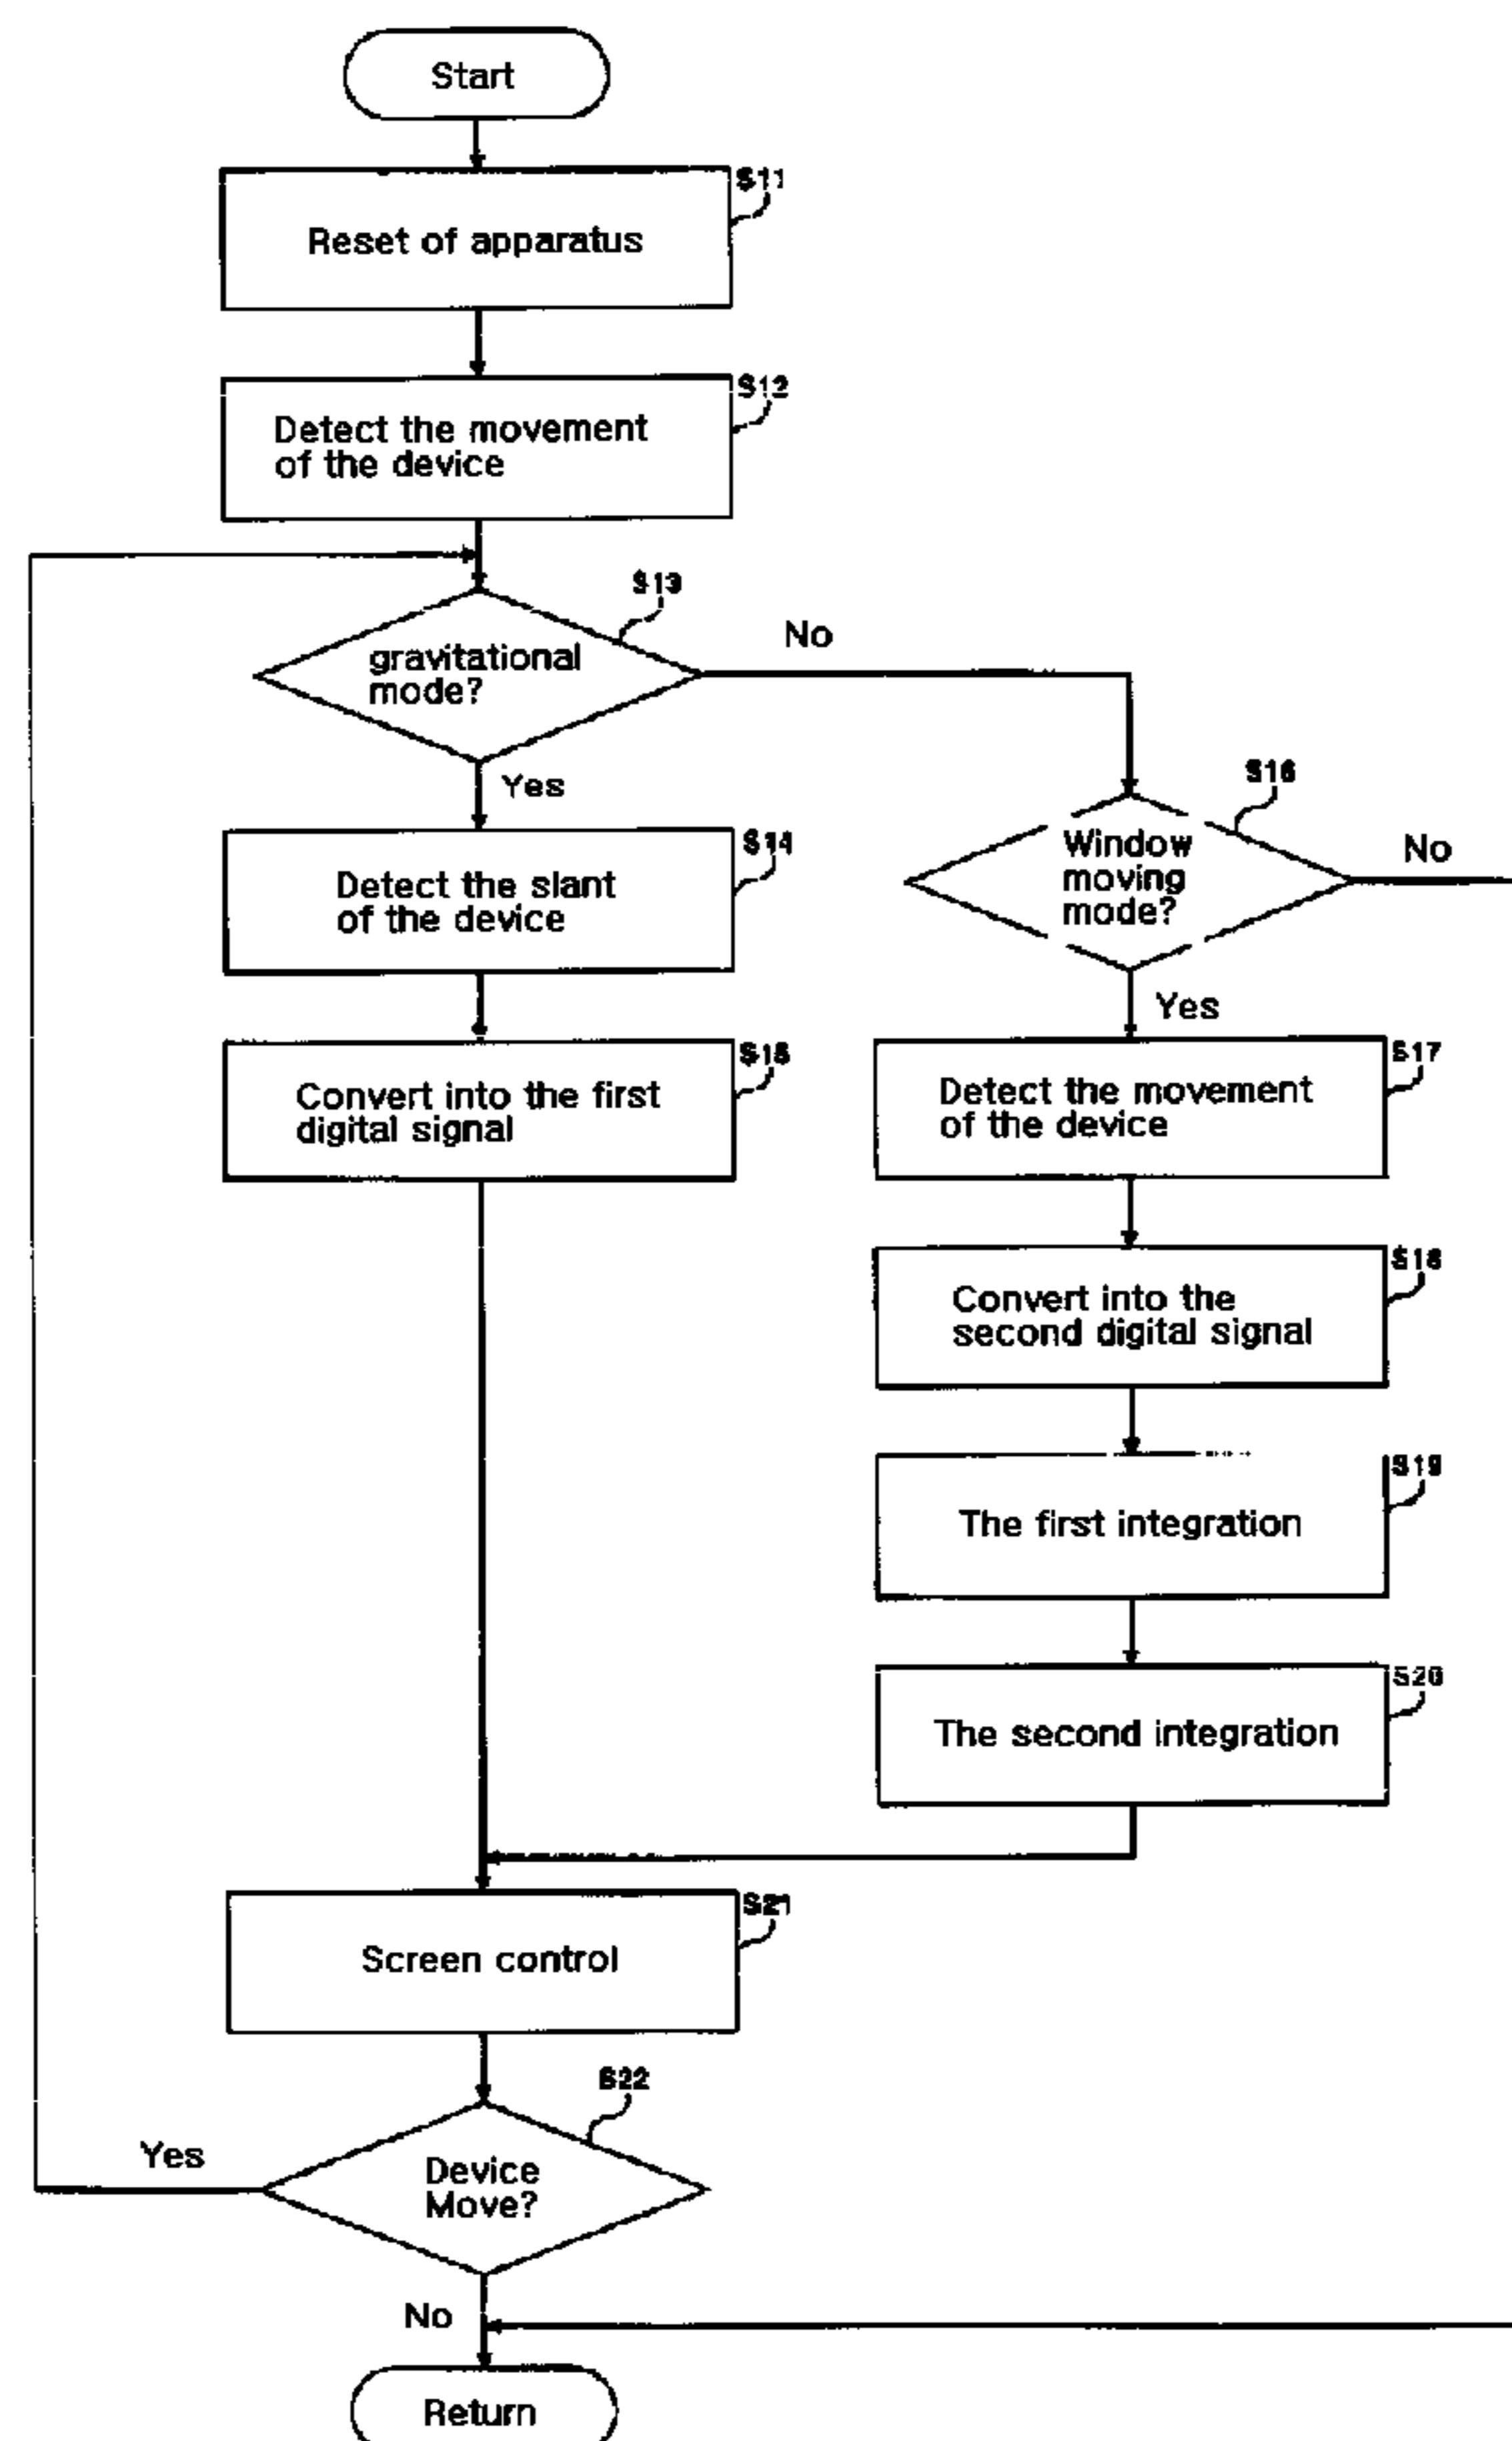 Start
S11
Reset of apparatus
S12
Detect the movement
of the device
S13
gravitational
mode?
No
Yes
S14
Detect the slant
of the device
S15
Convert into the first
digital signal
S16
Window
moving
mode?
No
Yes
S17
Detect the movement
of the device
S18
Convert into the
second digital signal
S19
The first integration
S20
The second integration
S21
Screen control
S22
Device
Move?
Yes
No
Return